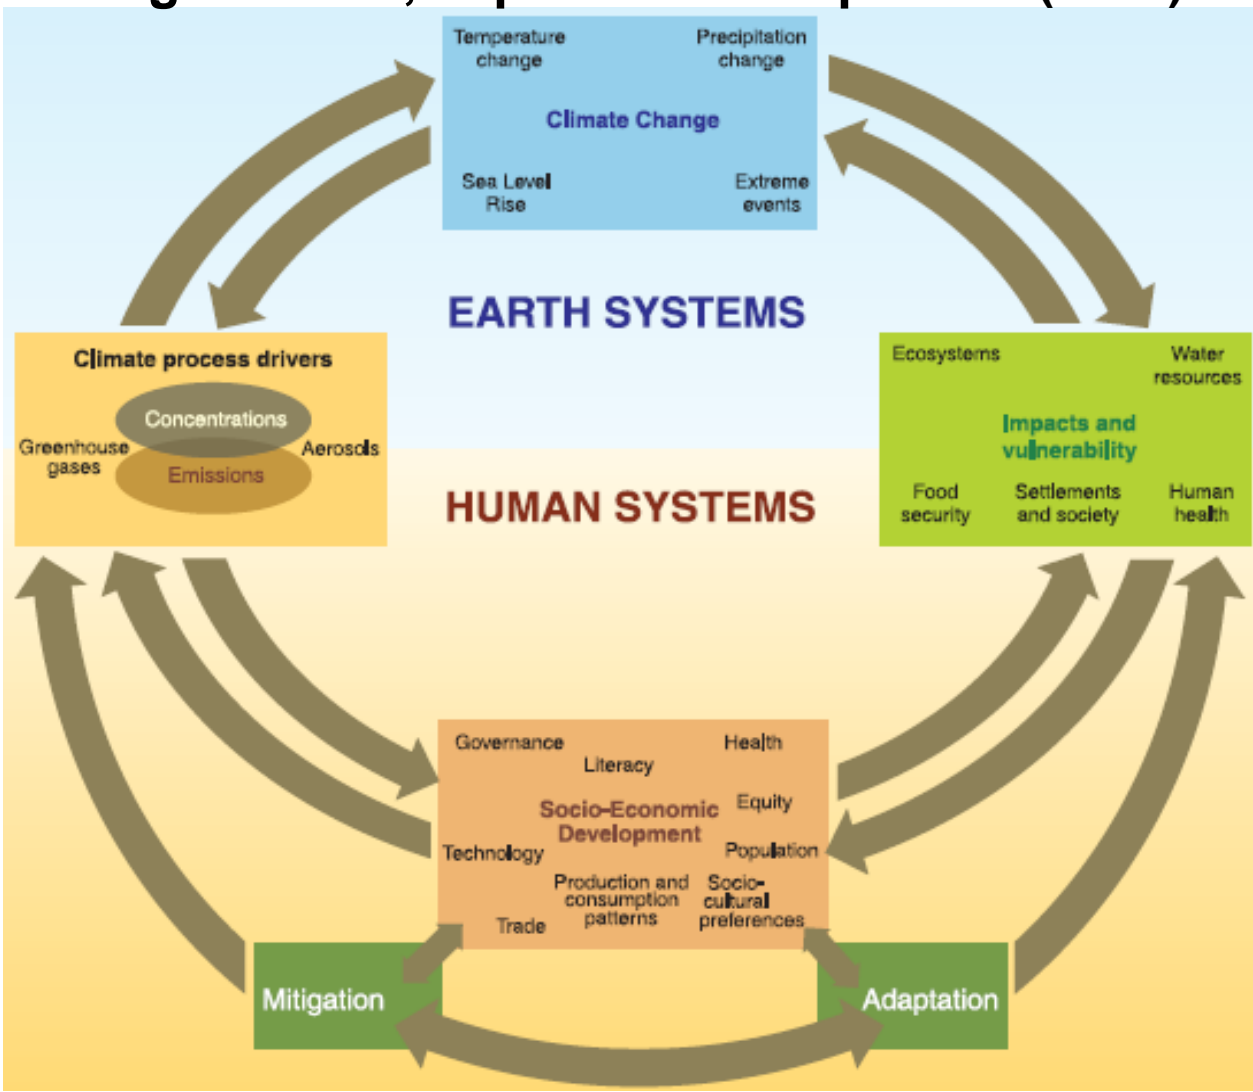 Temperature
change
Precipitation
change
Climate Change
Sea Level
Rise
Extreme
events
EARTH SYSTEMS
Climate process drivers
Concentrations
Greenhouse
gases
Aerosols
Emissions
Ecosystems
Water
resources
Impacts and
vulnerability
Food
security
Settlements
and society
Human
health
HUMAN SYSTEMS
Governance
Literacy
Health
Socio-Economic
Development
Equity
Technology
Population
Production and
consumption
patterns
Socio-
cultural
preferences
Trade
Mitigation
Adaptation